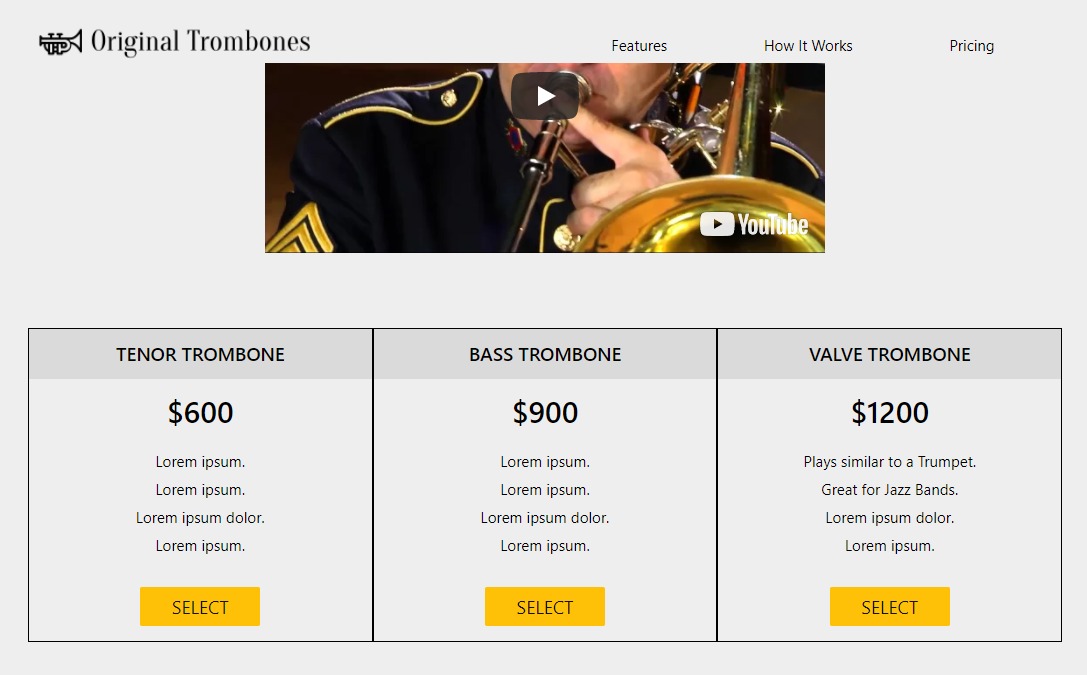 Original Trombones
Features How It Works Pricing
YouTube
TENOR TROMBONE
$600
Lorem ipsum.
Lorem ipsum.
Lorem ipsum dolor.
Lorem ipsum.
SELECT
BASS TROMBONE
$900
Lorem ipsum.
Lorem ipsum.
Lorem ipsum dolor.
Lorem ipsum.
SELECT
VALVE TROMBONE
$1200
Plays similar to a Trumpet.
Great for Jazz Bands.
Lorem ipsum dolor.
Lorem ipsum.
SELECT